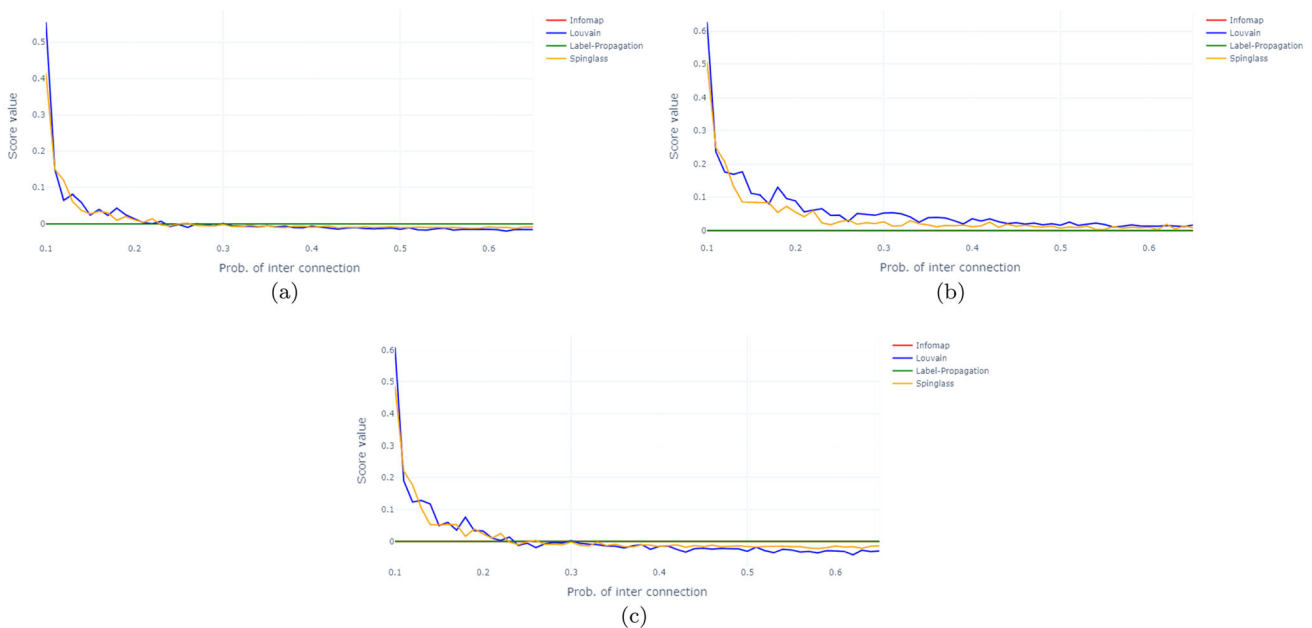 Infomap
Louvain
Label-Propagation
Spinglass
0.5
0.4
0.3
0.2
0.1
0
Score value
0.1 0.2 0.3 0.4 0.5 0.6
Prob. of inter connection
(a)
Infomap
Louvain
Label-Propagation
Spinglass
0.6
0.5
0.4
0.3
0.2
0.1
0
Score value
0.1 0.2 0.3 0.4 0.5 0.6
Prob. of inter connection
(b)
Infomap
Louvain
Label-Propagation
Spinglass
0.6
0.5
0.4
0.3
0.2
0.1
0
Score value
0.1 0.2 0.3 0.4 0.5 0.6
Prob. of inter connection
(c)